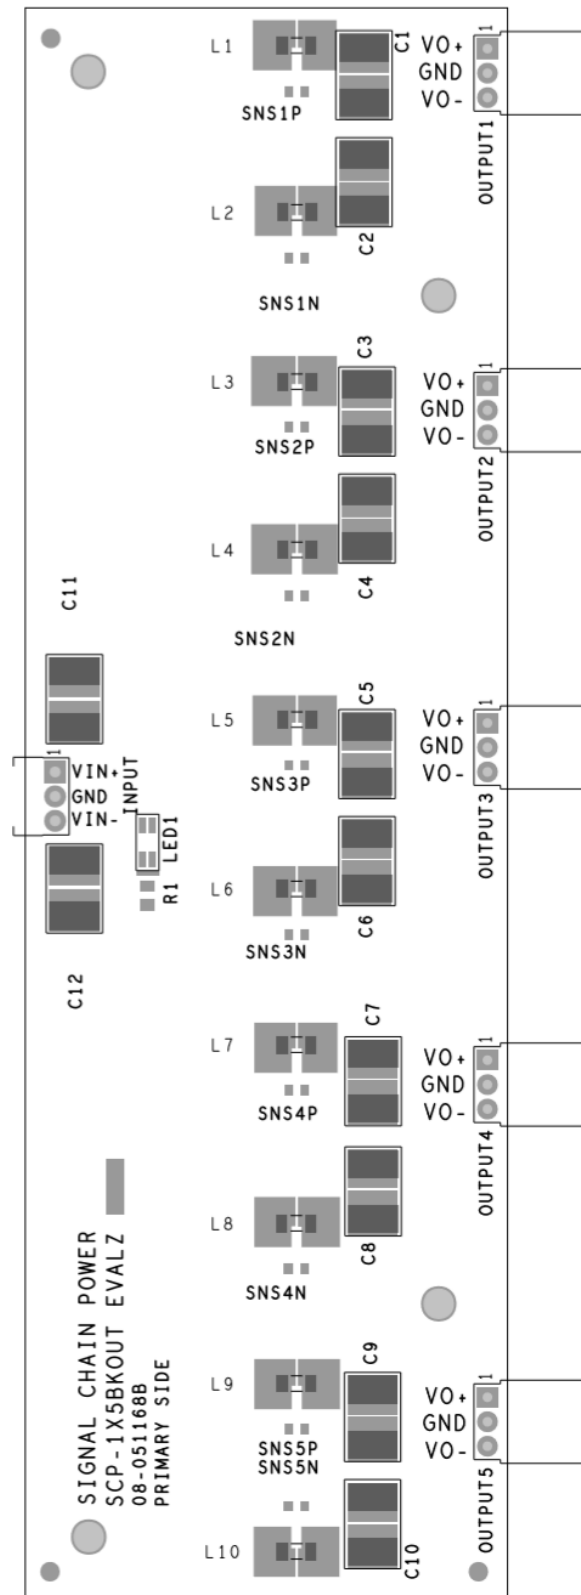 L1
C1
1
VO+
GND
VO-
OUTPUT1
SNS1P
L2
C2
SNS1N
C3
L3
1
VO+
GND
VO-
OUTPUT2
SNS2P
L4
C4
C11
SNS2N
C5
L5
1
VO+
GND
VO-
OUTPUT3
1
VIN+
GND
VIN-
INPUT
SNS3P
LED1
R1
L6
C6
SNS3N
C12
C7
L7
1
VO+
GND
VO-
OUTPUT4
SNS4P
L8
C8
SNS4N
SIGNAL CHAIN POWER
SCP-1X5BKOUT EVALZ
08-051168B
PRIMARY SIDE
C9
L9
1
VO+
GND
VO-
OUTPUT5
SNS5P
SNS5N
L10
C10